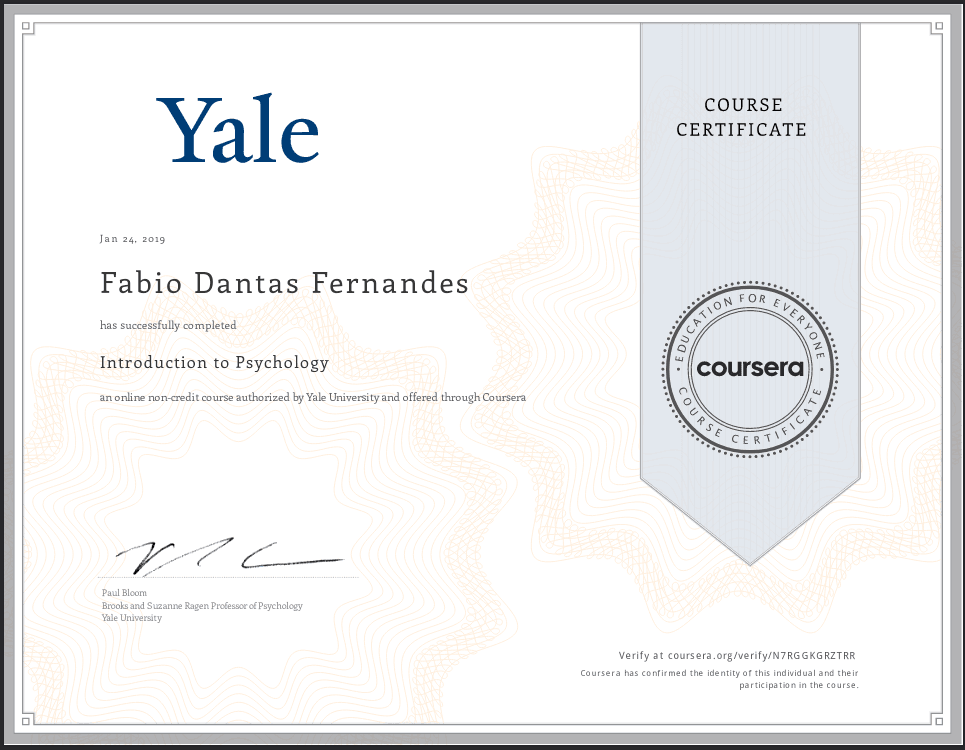 Yale
COURSE
CERTIFICATE
Jan 24, 2019
Fabio Dantas Fernandes
has successfully completed
Introduction to Psychology
an online non-credit course authorized by Yale University and offered through Coursera
EDUCATION FOR EVERYONE
coursera
COURSE CERTIFICATE
Paul Bloom
Brooks and Suzanne Ragen Professor of Psychology
Yale University
Verify at coursera.org/verify/N7RGGKGRZTRR
Coursera has confirmed the identity of this individual and their
participation in the course.